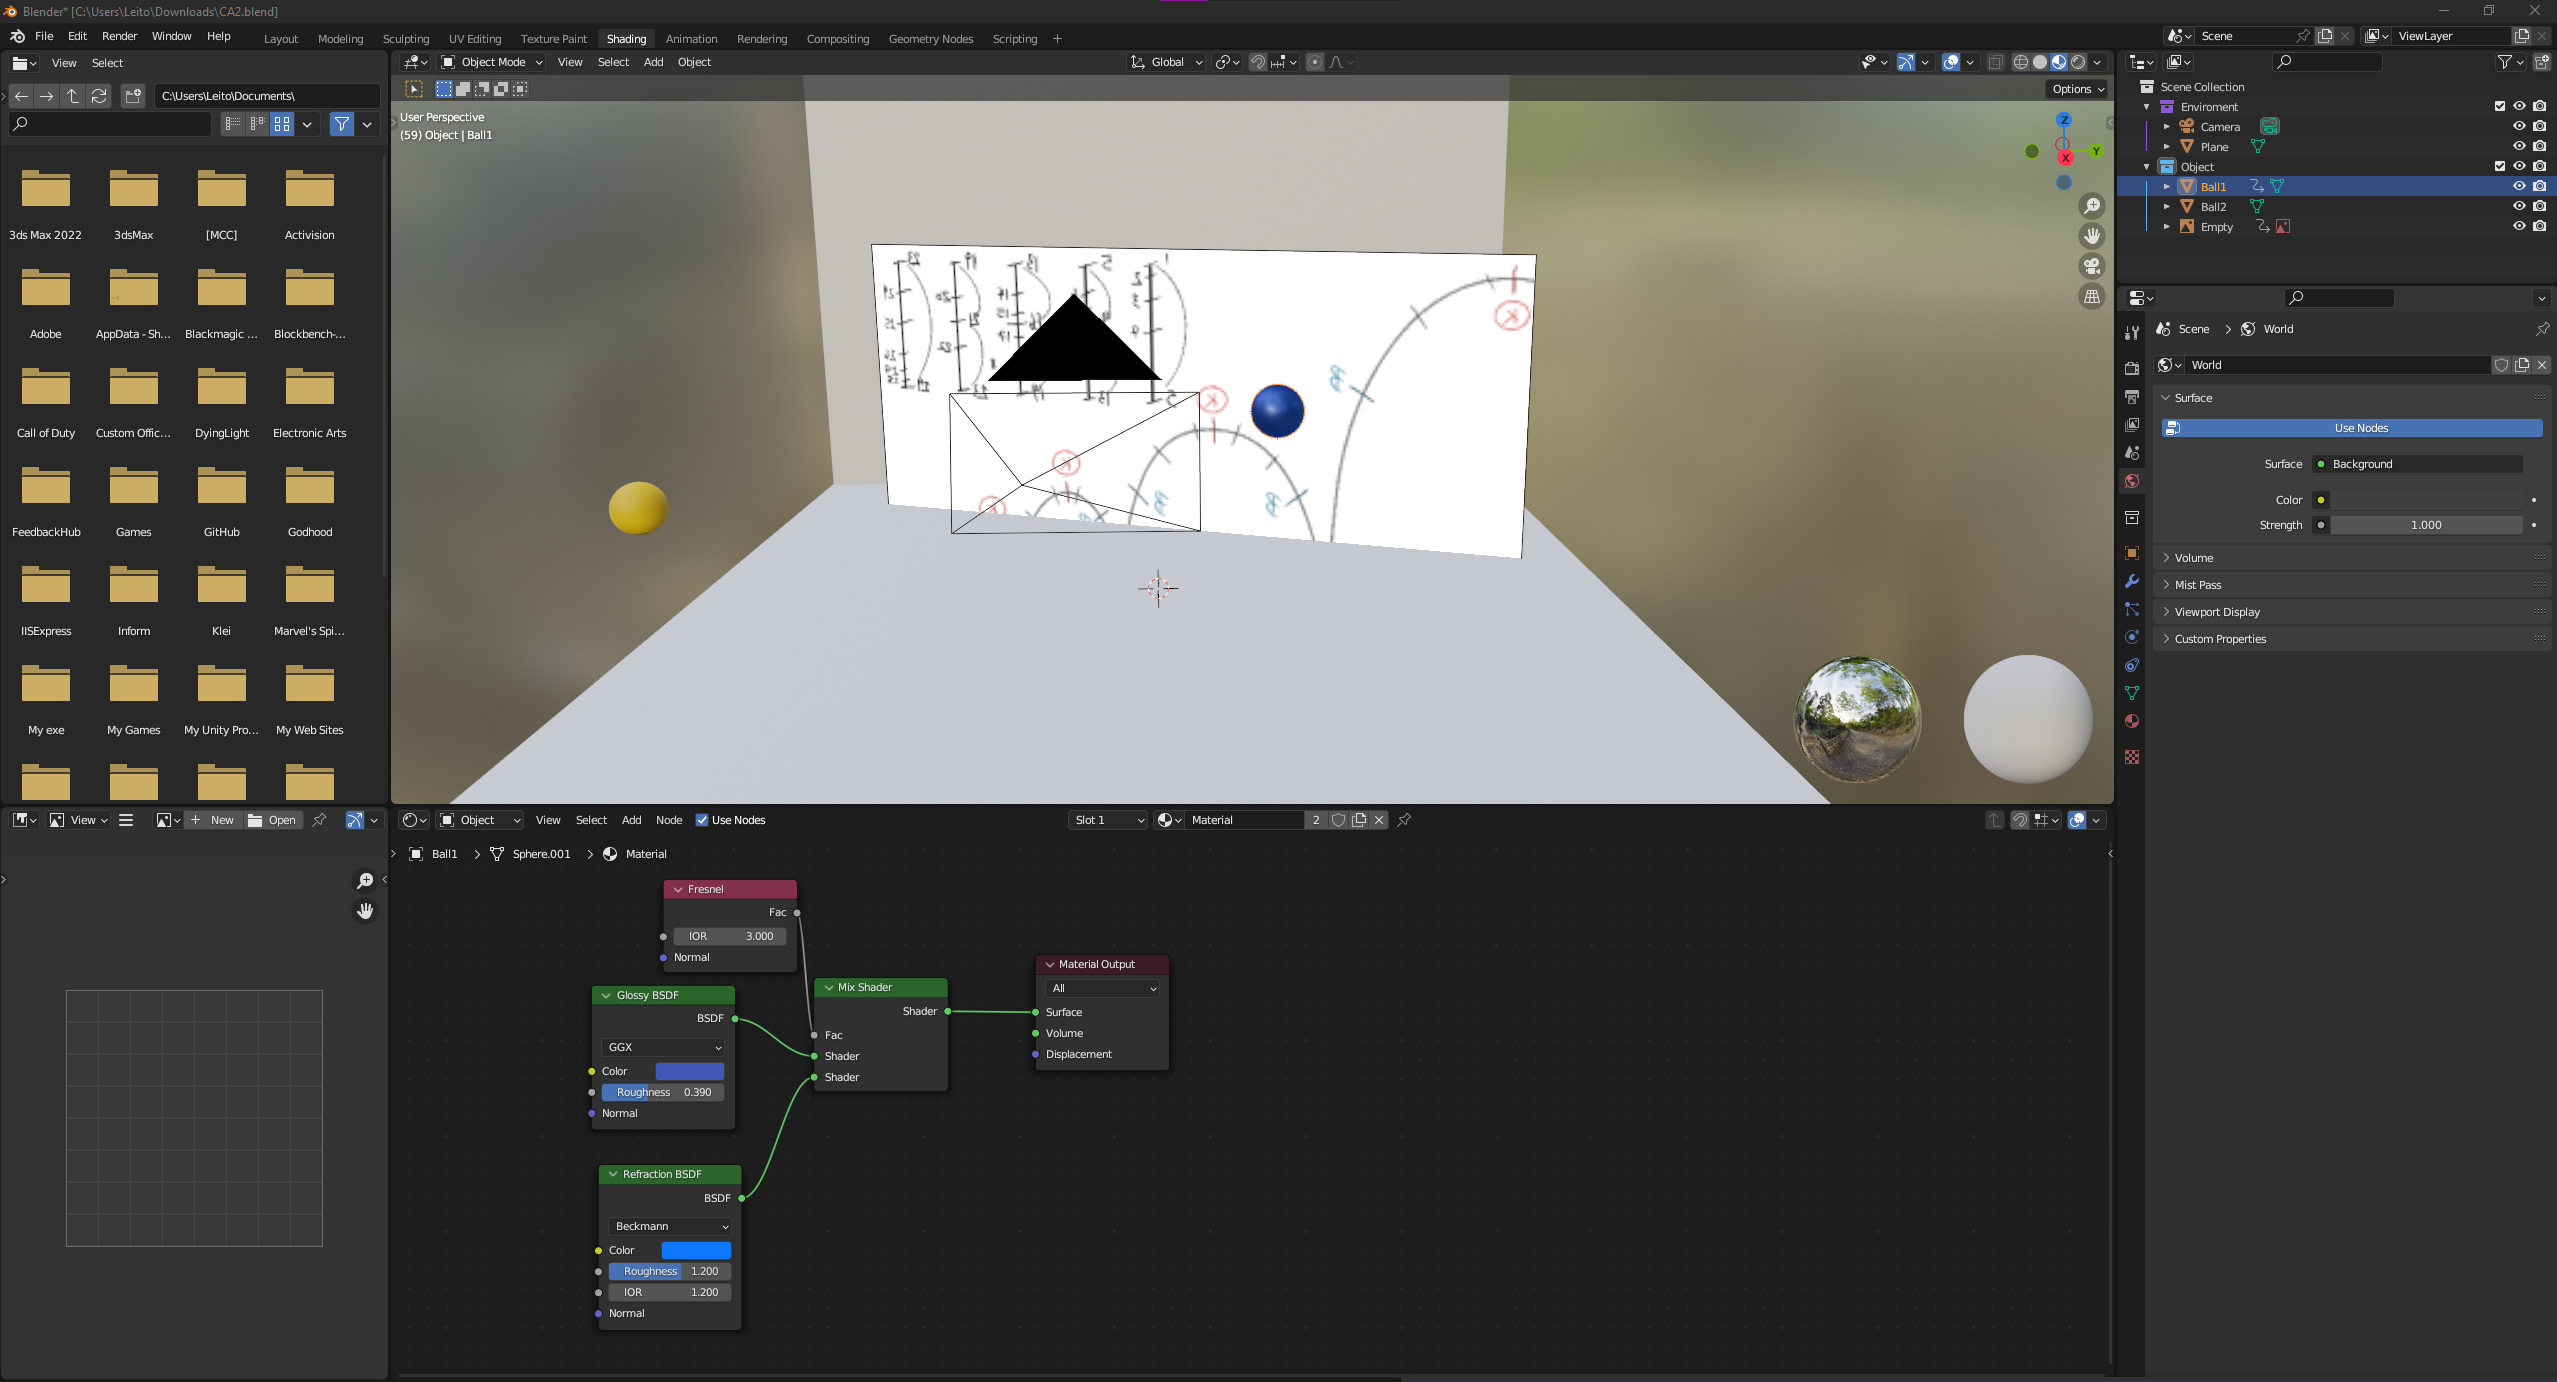 Blender* [C:\Users\Leito\Downloads\CA2.blend]
File Edit Render Window Help Layout Modeling Sculpting UV Editing Texture Paint Shading Animation Rendering Compositing Geometry Nodes Scripting + Scene ViewLayer
View Select
C:\Users\Leito\Documents\
3ds Max 2022 3dsMax [MCC] Activision
Adobe AppData - Sh... Blackmagic ... Blockbench-...
Call of Duty Custom Offic... DyingLight Electronic Arts
FeedbackHub Games GitHub Godhood
IISExpress Inform Klei Marvel's Spi...
My exe My Games My Unity Pro... My Web Sites
Object Mode View Select Add Object Global
Options
User Perspective
(59) Object | Ball1
Z
Y
X
Scene Collection
Enviroment
Camera
Plane
Object
Ball1
Ball2
Empty
Scene > World
World
Surface
Use Nodes
Surface Background
Color
Strength 1.000
Volume
Mist Pass
Viewport Display
Custom Properties
View + New Open
Object View Select Add Node Use Nodes Slot 1 Material 2
Ball1 > Sphere.001 > Material
Fresnel
Fac
IOR 3.000
Normal
Glossy BSDF
BSDF
GGX
Color
Roughness 0.390
Normal
Mix Shader
Shader
Fac
Shader
Shader
Material Output
All
Surface
Volume
Displacement
Refraction BSDF
BSDF
Beckmann
Color
Roughness 1.200
IOR 1.200
Normal